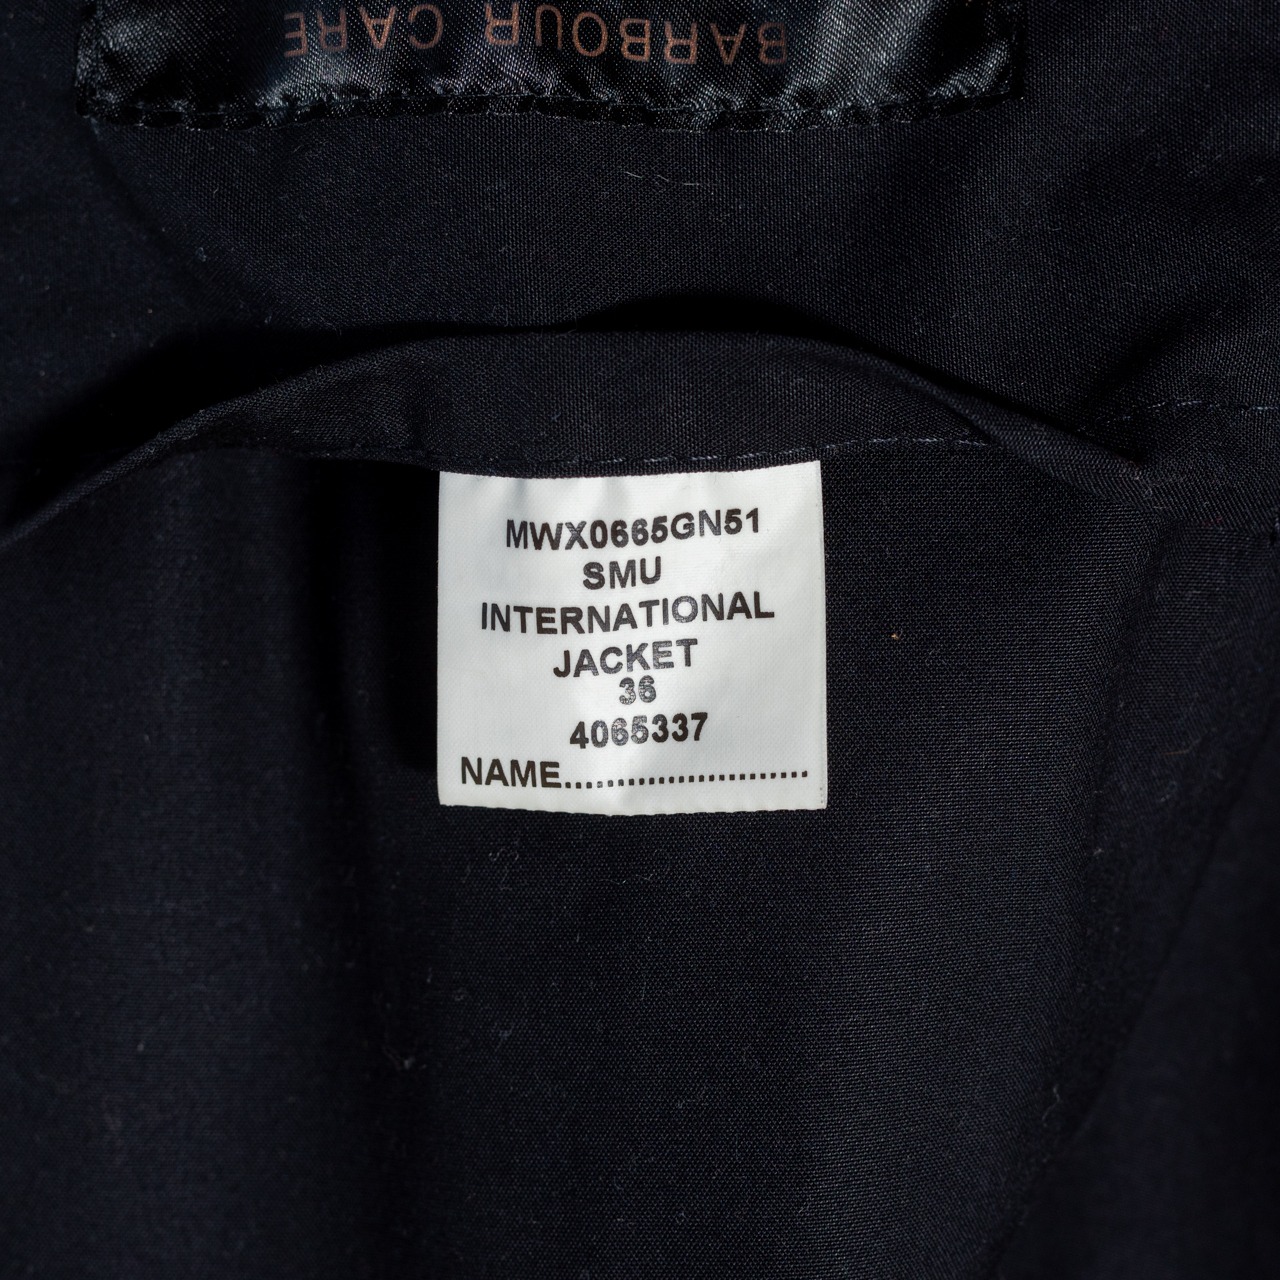 BARBOUR CARE
MWX0665GN51
SMU
INTERNATIONAL
JACKET
36
4065337
NAME........................